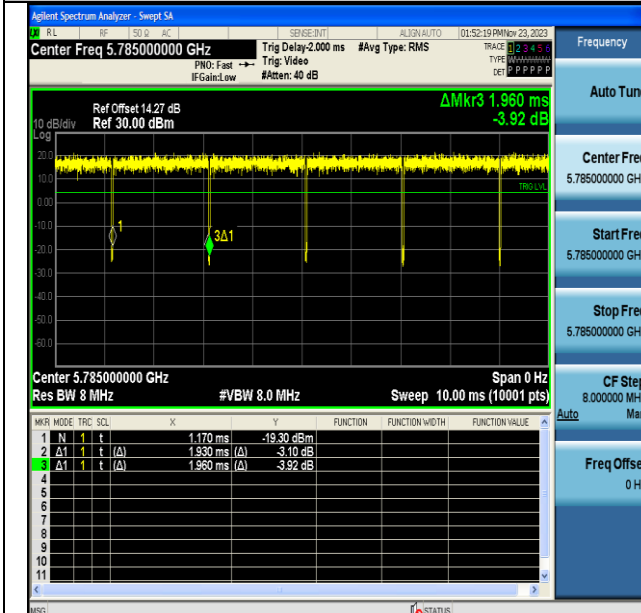 Agilent Spectrum Analyzer - Swept SA
LXI RL RF 50 Ω AC SENSE:INT ALIGN AUTO 01:52:19 PM Nov 23, 2023
Center Freq 5.785000000 GHz
Trig Delay-2.000 ms #Avg Type: RMS
TRACE 1 2 3 4 5 6
PNO: Fast Trig: Video TYPE
IFGain:Low #Atten: 40 dB DET P P P P P P
ΔMkr3 1.960 ms
-3.92 dB
Ref Offset 14.27 dB
10 dB/div Ref 30.00 dBm
Log
20.0
10.0
TRIG LVL
0.00
-10.0
1
3Δ1
-20.0
-30.0
-40.0
-50.0
-60.0
Center 5.785000000 GHz Span 0 Hz
Res BW 8 MHz #VBW 8.0 MHz Sweep 10.00 ms (10001 pts)
MKR MODE TRC SCL X Y FUNCTION FUNCTION WIDTH FUNCTION VALUE
1 N 1 t 1.170 ms -19.30 dBm
2 Δ1 1 t (Δ) 1.930 ms (Δ) -3.10 dB
3 Δ1 1 t (Δ) 1.960 ms (Δ) -3.92 dB
4
5
6
7
8
9
10
11
MSG STATUS
Frequency
Auto Tun
Center Fre
5.785000000 GH
Start Fre
5.785000000 GH
Stop Fre
5.785000000 GH
CF Ste
8.000000 MH
Auto Ma
Freq Offse
0 H